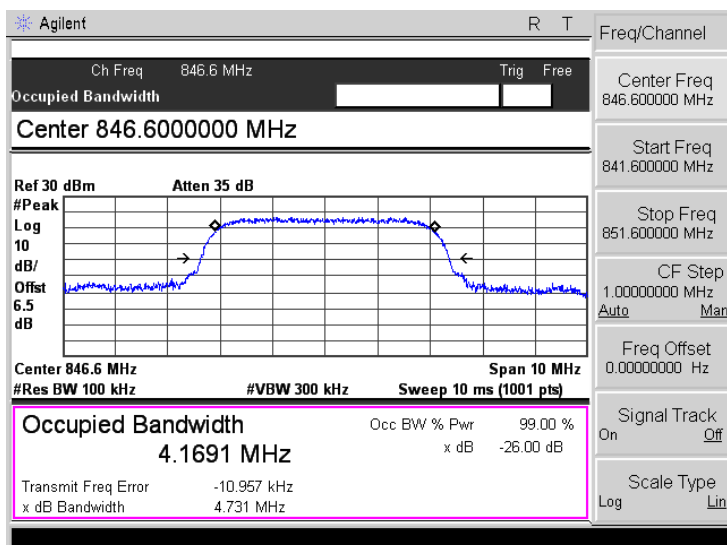 Agilent R T
Freq/Channel
Ch Freq 846.6 MHz Trig Free
Occupied Bandwidth
Center 846.6000000 MHz
Ref 30 dBm Atten 35 dB
#Peak
Log
10
dB/
Offst
6.5
dB
Center 846.6 MHz Span 10 MHz
#Res BW 100 kHz #VBW 300 kHz Sweep 10 ms (1001 pts)
Occupied Bandwidth
4.1691 MHz
Occ BW % Pwr 99.00 %
x dB -26.00 dB
Transmit Freq Error -10.957 kHz
x dB Bandwidth 4.731 MHz
Center Freq
846.600000 MHz
Start Freq
841.600000 MHz
Stop Freq
851.600000 MHz
CF Step
1.00000000 MHz
Auto Man
Freq Offset
0.00000000 Hz
Signal Track
On Off
Scale Type
Log Lin